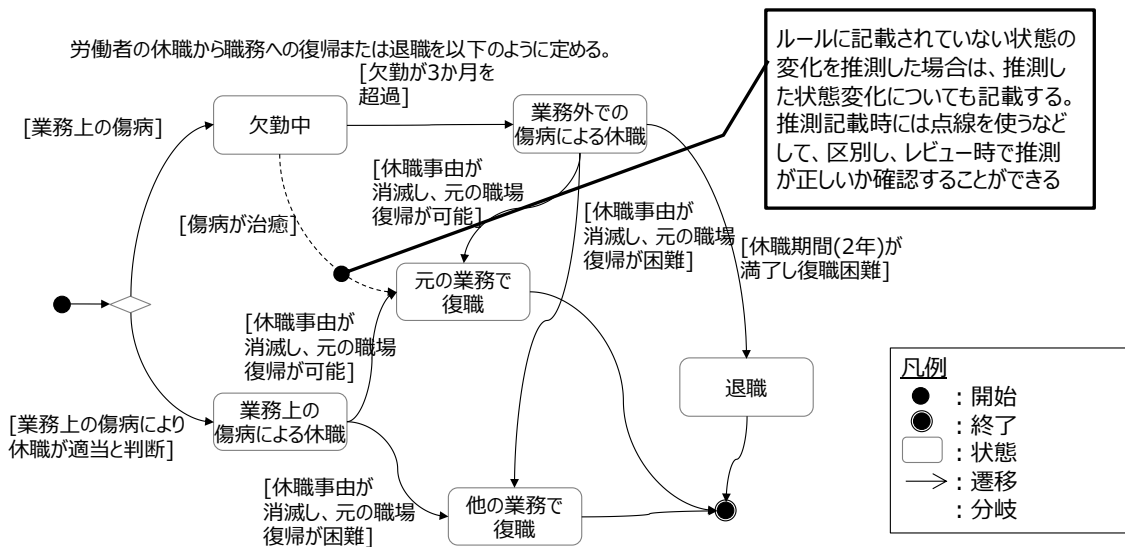 労働者の休職から職務への復帰または退職を以下のように定める。
[欠勤が3か月を
超過]
[業務上の傷病]
欠勤中
業務外での
傷病による休職
ルールに記載されていない状態の
変化を推測した場合は、推測し
た状態変化についても記載する。
推測記載時には点線を使うなど
して、区別し、レビュー時で推測
が正しいか確認することができる
[休職事由が
消滅し、元の職場
復帰が可能]
[傷病が治癒]
[休職事由が
消滅し、元の職場
復帰が困難]
[休職期間(2年)が
満了し復職困難]
元の業務で
復職
[休職事由が
消滅し、元の職場
復帰が可能]
退職
[業務上の傷病により
休職が適当と判断]
業務上の
傷病による休職
[休職事由が
消滅し、元の職場
復帰が困難]
他の業務で
復職
凡例
：開始
：終了
：状態
：遷移
：分岐